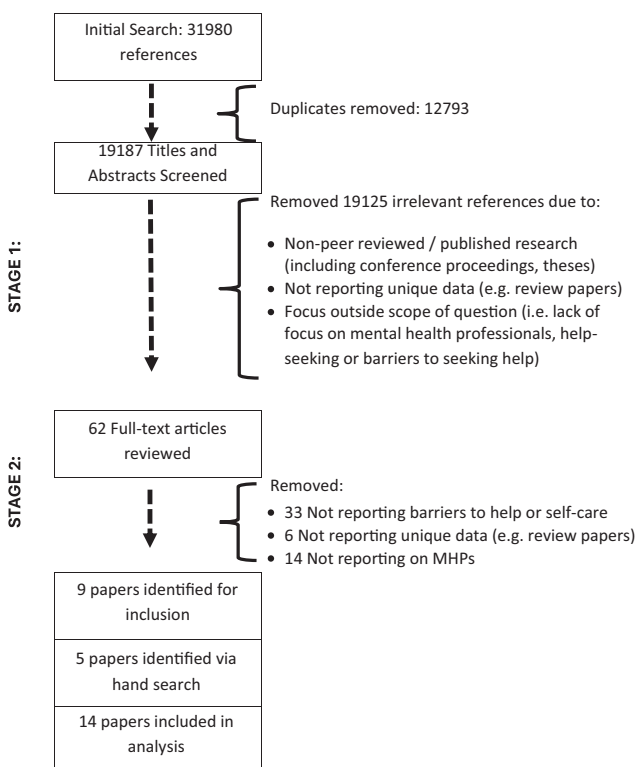 Initial Search: 31980
references
Duplicates removed: 12793
19187 Titles and
Abstracts Screened
STAGE 1:
Removed 19125 irrelevant references due to:
• Non-peer reviewed / published research
(including conference proceedings, theses)
• Not reporting unique data (e.g. review papers)
• Focus outside scope of question (i.e. lack of
focus on mental health professionals, help-
seeking or barriers to seeking help)
STAGE 2:
62 Full-text articles
reviewed
Removed:
• 33 Not reporting barriers to help or self-care
• 6 Not reporting unique data (e.g. review papers)
• 14 Not reporting on MHPs
9 papers identified for
inclusion
5 papers identified via
hand search
14 papers included in
analysis